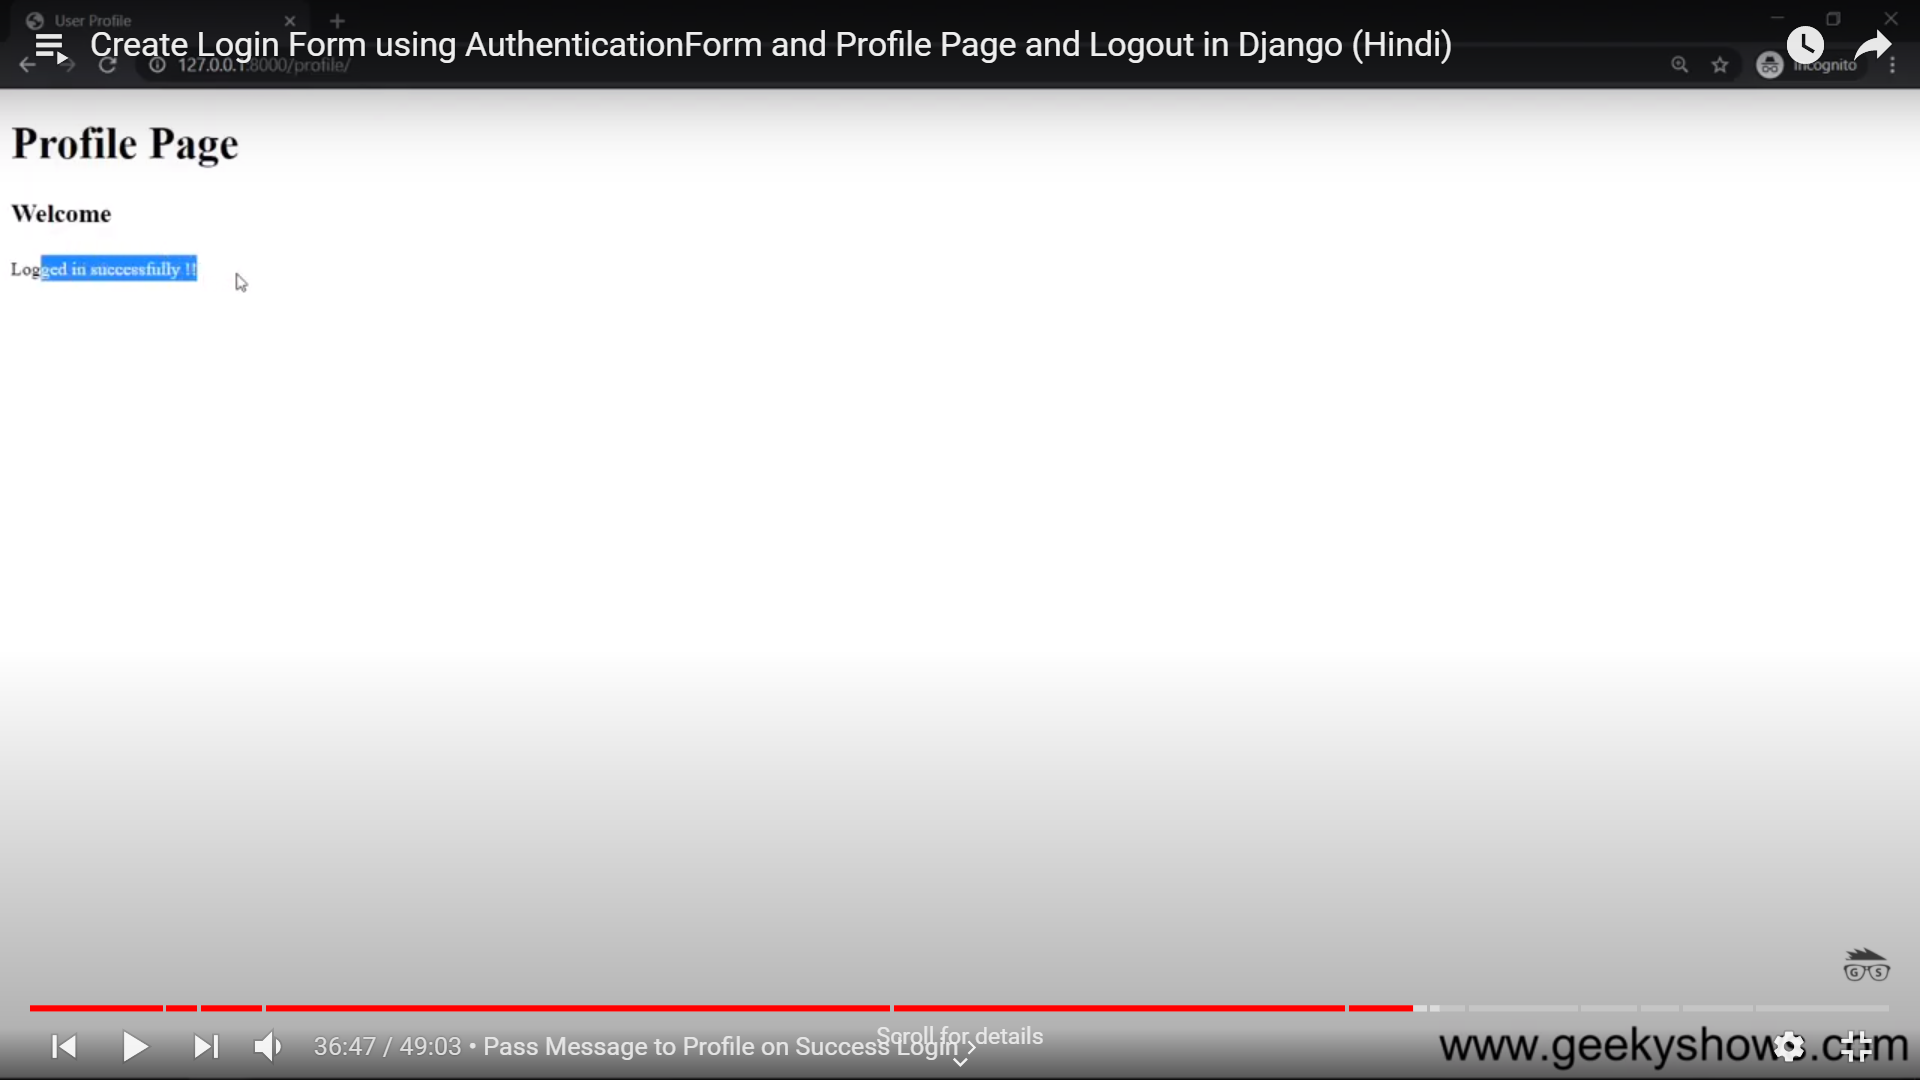 User Profile
Create Login Form using AuthenticationForm and Profile Page and Logout in Django (Hindi)
127.0.0.1:8000/profile/
Incognito
Profile Page
Welcome
Logged in successfully !!
G S
Scroll for details
36:47 / 49:03 • Pass Message to Profile on Success Login
www.geekyshows.com